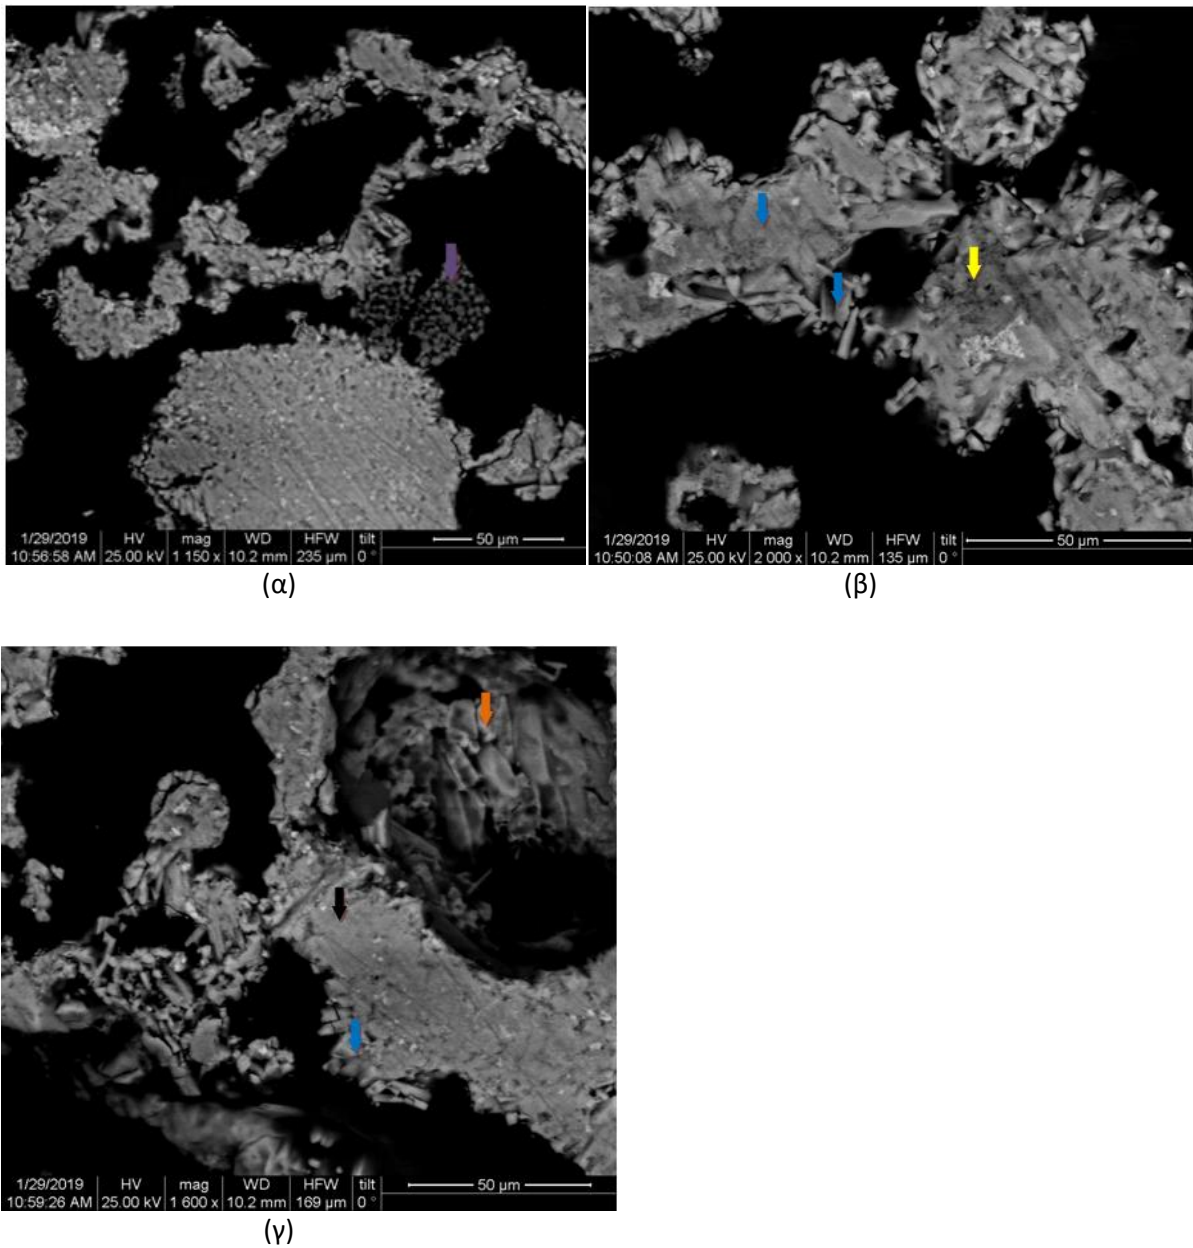 1/29/2019 HV mag WD HFW tilt
10:56:58 AM 25.00 kV 1 150 x 10.2 mm 235 µm 0 ° 50 µm
1/29/2019 HV mag WD HFW tilt 50 µm
10:50:08 AM 25.00 kV 2 000 x 10.2 mm 135 µm 0 °
(α)
(β)
1/29/2019 HV mag WD HFW tilt 50 µm
10:59:26 AM 25.00 kV 1 600 x 10.2 mm 169 µm 0 °
(γ)